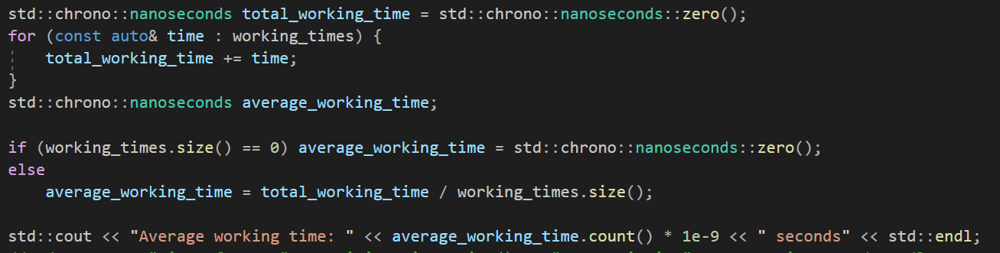 std::chrono::nanoseconds total_working_time = std::chrono::nanoseconds::zero();
for (const auto& time : working_times) {
    total_working_time += time;
}
std::chrono::nanoseconds average_working_time;

if (working_times.size() == 0) average_working_time = std::chrono::nanoseconds::zero();
else
    average_working_time = total_working_time / working_times.size();

std::cout << "Average working time: " << average_working_time.count() * 1e-9 << " seconds" << std::endl;